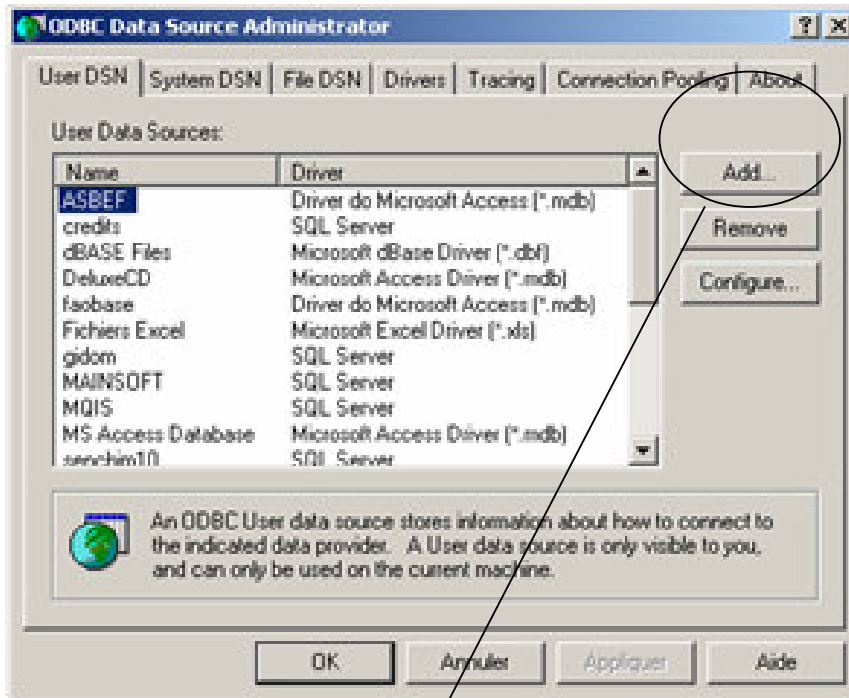 ODBC Data Source Administrator
User DSN System DSN File DSN Drivers Tracing Connection Pooling About
User Data Sources:
Name Driver
ASBEF Driver do Microsoft Access (*.mdb)
credits SQL Server
dBASE Files Microsoft dBase Driver (*.dbf)
DeluxeCD Microsoft Access Driver (*.mdb)
faobase Driver do Microsoft Access (*.mdb)
Fichiers Excel Microsoft Excel Driver (*.xls)
gidom SQL Server
MAINSOFT SQL Server
MQIS SQL Server
MS Access Database Microsoft Access Driver (*.mdb)
senchim10 SQL Server
Add...
Remove
Configure...
An ODBC User data source stores information about how to connect to
the indicated data provider. A User data source is only visible to you,
and can only be used on the current machine.
OK Annuler Appliquer Aide